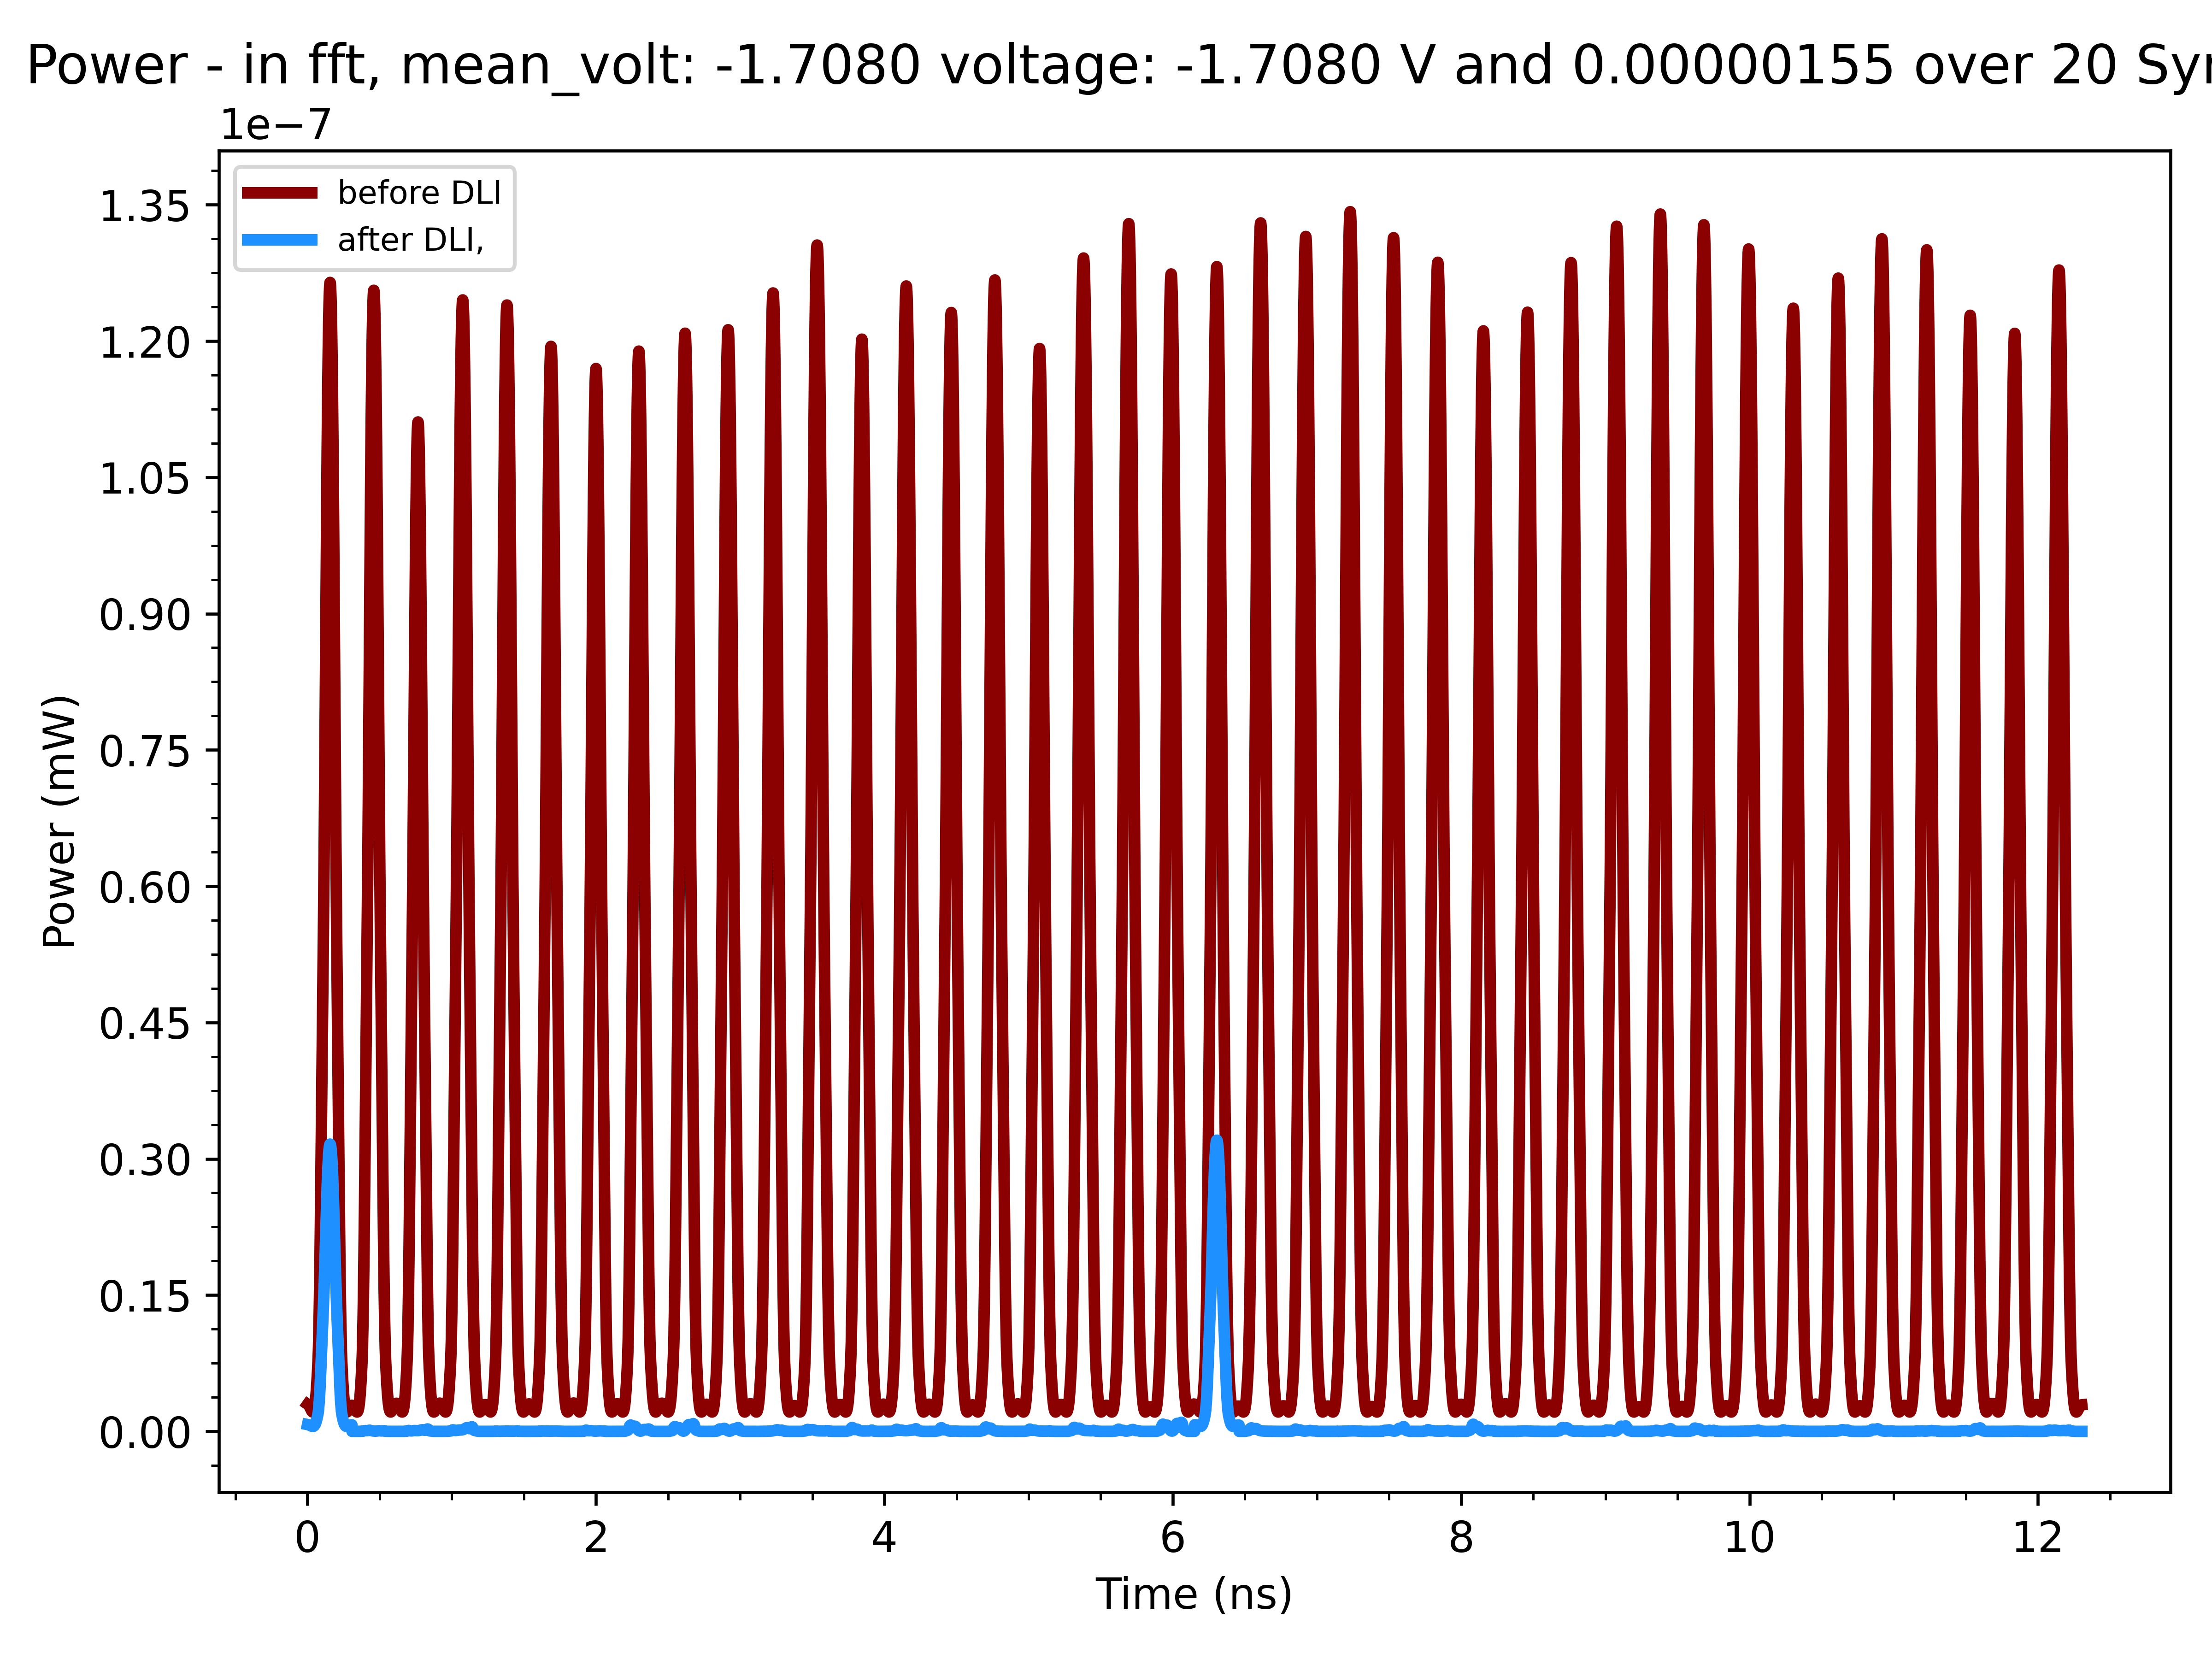 Power - in fft, mean_volt: -1.7080 voltage: -1.7080 V and 0.00000155 over 20
1e−7
before DLI
after DLI,
1.35
1.20
1.05
0.90
0.75
0.60
0.45
0.30
0.15
0.00
Power (mW)
0 2 4 6 8 10 12
Time (ns)